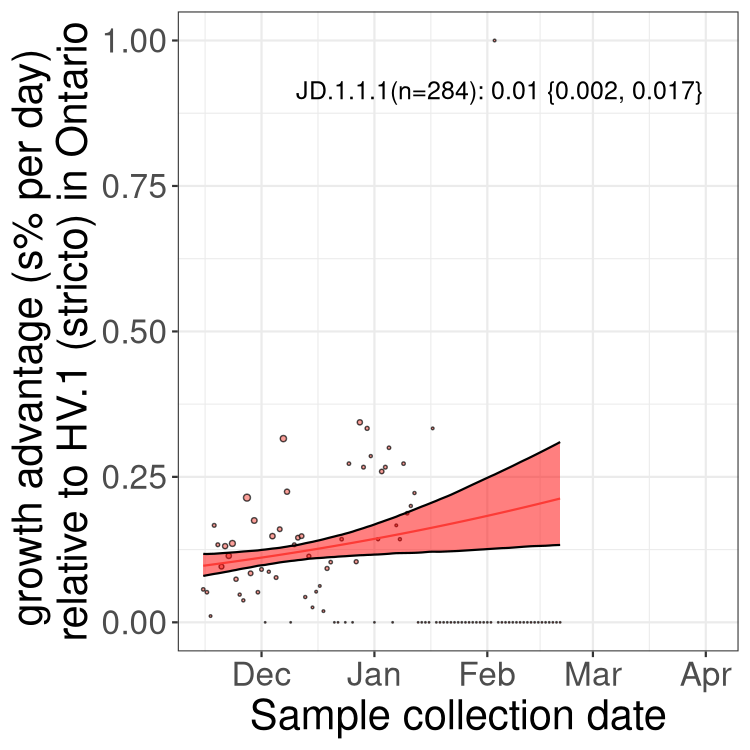 growth advantage (s% per day)
relative to HV.1 (stricto) in Ontario
1.00
0.75
0.50
0.25
0.00
JD.1.1.1(n=284): 0.01 {0.002, 0.017}
Dec Jan Feb Mar Apr
Sample collection date